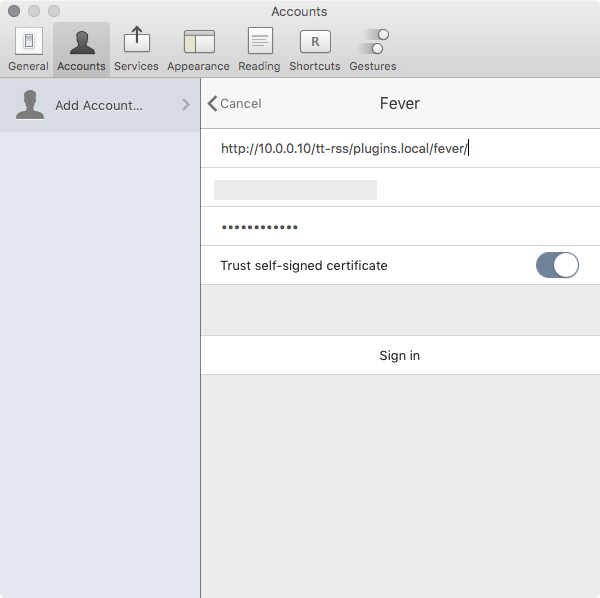 Accounts
General Accounts Services Appearance Reading R Shortcuts Gestures
Add Account...
Cancel Fever
http://10.0.0.10/tt-rss/plugins.local/fever/
••••••••••••
Trust self-signed certificate
Sign in